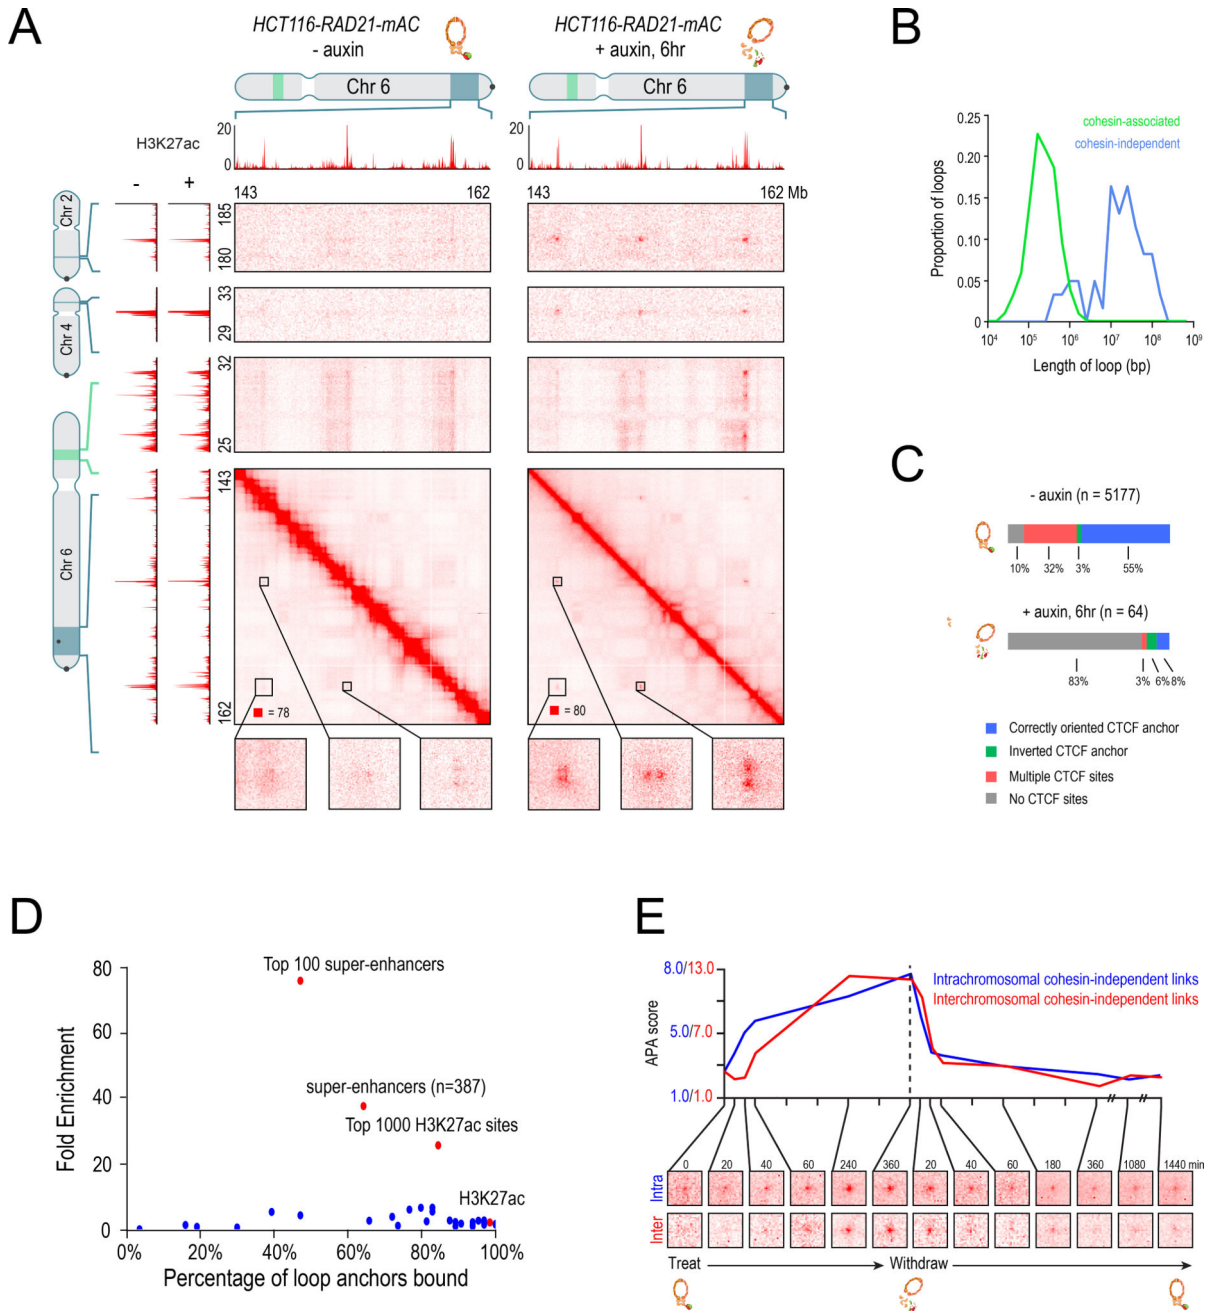 A
HCT116-RAD21-mAC
- auxin
HCT116-RAD21-mAC
+ auxin, 6hr
Chr 6
Chr 6
H3K27ac
20
0
20
0
- +
143 162
143 162 Mb
Chr 2
185
180
Chr 4
33
29
32
25
Chr 6
143
162
= 78
= 80
B
cohesin-associated
cohesin-independent
Proportion of loops
0.25
0.20
0.15
0.10
0.05
0
10⁴ 10⁵ 10⁶ 10⁷ 10⁸ 10⁹
Length of loop (bp)
C
- auxin (n = 5177)
10% 32% 3% 55%
+ auxin, 6hr (n = 64)
83% 3% 6% 8%
Correctly oriented CTCF anchor
Inverted CTCF anchor
Multiple CTCF sites
No CTCF sites
D
Fold Enrichment
80
60
40
20
0
Top 100 super-enhancers
super-enhancers (n=387)
Top 1000 H3K27ac sites
H3K27ac
0% 20% 40% 60% 80% 100%
Percentage of loop anchors bound
E
APA score
8.0/13.0
5.0/7.0
1.0/1.0
Intrachromosomal cohesin-independent links
Interchromosomal cohesin-independent links
0 20 40 60 240 360 20 40 60 180 360 1080 1440 min
Intra
Inter
Treat Withdraw